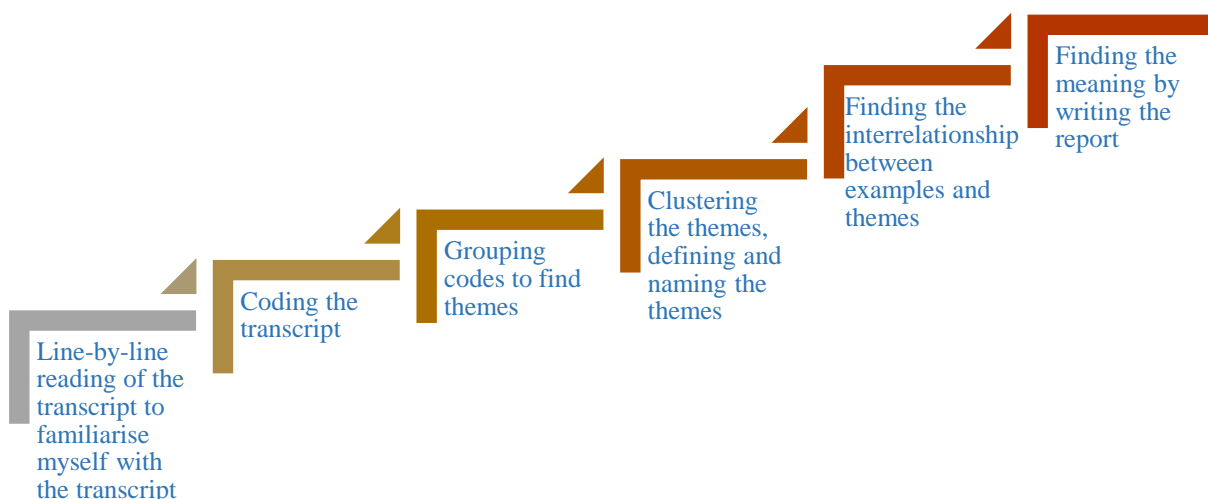 Line-by-line
reading of the
transcript to
familiarise
myself with
the transcript
Coding the
transcript
Grouping
codes to find
themes
Clustering
the themes,
defining and
naming the
themes
Finding the
interrelationship
between
examples and
themes
Finding the
meaning by
writing the
report